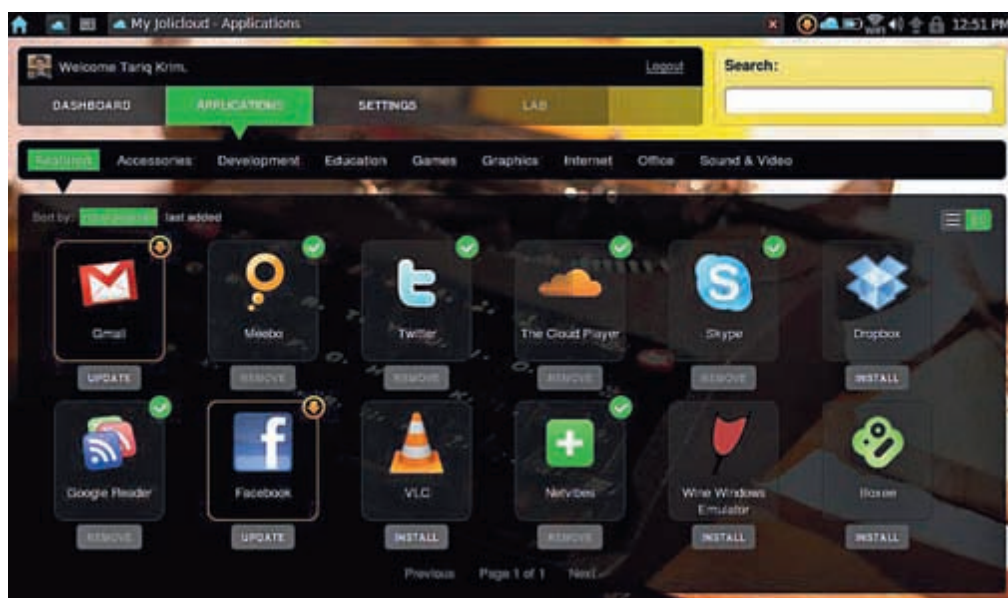 My Jolicloud - Applications 12:51 PM
Welcome Tariq Krim. Logout
Search:
DASHBOARD APPLICATIONS SETTINGS LAB
Featured Accessories Development Education Games Graphics Internet Office Sound & Video
Sort by: last added
Gmail Meebo Twitter The Cloud Player Skype Dropbox
UPDATE REMOVE REMOVE REMOVE REMOVE INSTALL
Google Reader Facebook VLC Netvibes Wine Windows Emulator Boxee
REMOVE UPDATE INSTALL REMOVE INSTALL INSTALL
Previous Page 1 of 1 Next